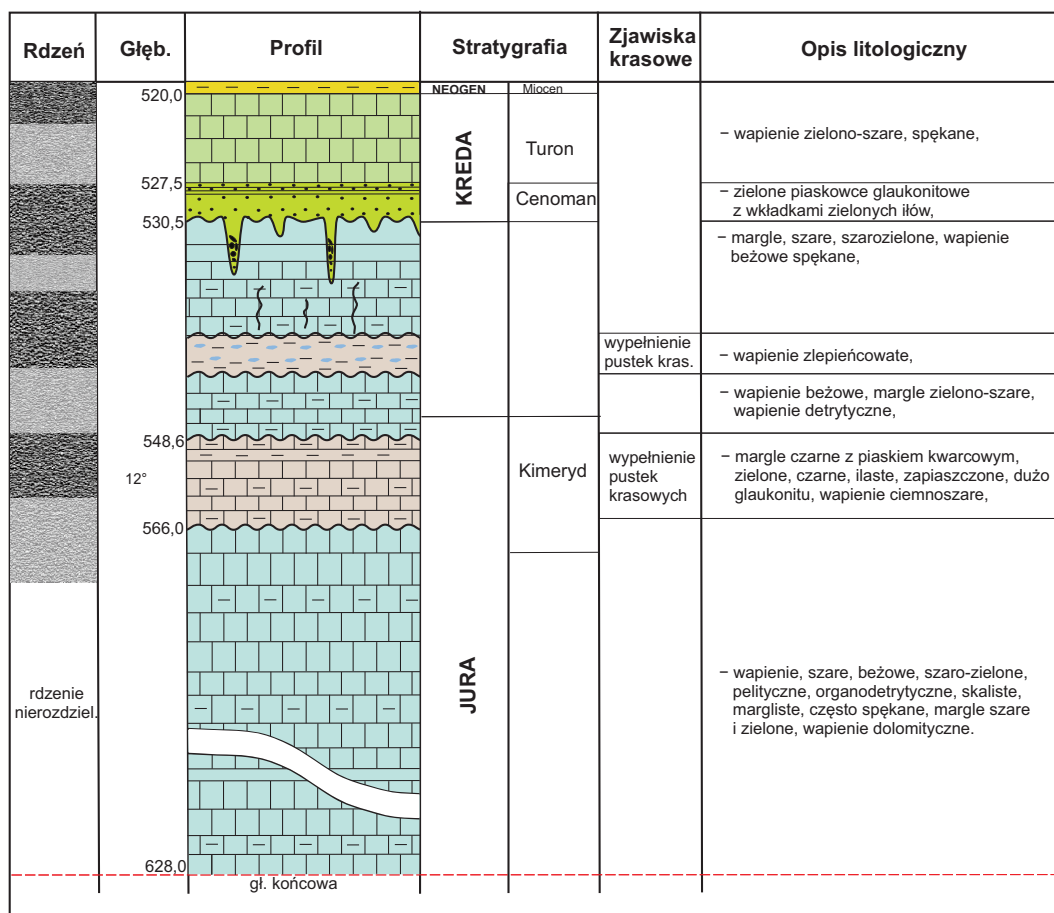 Rdzeń Głęb. Profil Stratygrafia Zjawiska krasowe Opis litologiczny
520,0
NEOGEN Miocen
KREDA
Turon
– wapienie zielono-szare, spękane,
527,5
Cenoman
– zielone piaskowce glaukonitowe
z wkładkami zielonych iłów,
530,5
– margle, szare, szarozielone, wapienie
beżowe spękane,
wypełnienie
pustek kras.
– wapienie zlepieńcowate,
– wapienie beżowe, margle zielono-szare,
wapienie detrytyczne,
548,6
12°
Kimeryd
wypełnienie
pustek
krasowych
– margle czarne z piaskiem kwarcowym,
zielone, czarne, ilaste, zapiaszczone, dużo
glaukonitu, wapienie ciemnoszare,
566,0
JURA
rdzenie
nierozdziel.
– wapienie, szare, beżowe, szaro-zielone,
pelityczne, organodetrytyczne, skaliste,
margliste, często spękane, margle szare
i zielone, wapienie dolomityczne.
628,0
gł. końcowa